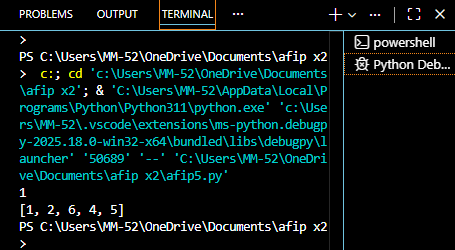 PROBLEMS OUTPUT TERMINAL ...
>
PS C:\Users\MM-52\OneDrive\Documents\afip x2
> c:; cd 'c:\Users\MM-52\OneDrive\Documents
\afip x2'; & 'C:\Users\MM-52\AppData\Local\P
rograms\Python\Python311\python.exe' 'c:\Use
rs\MM-52\.vscode\extensions\ms-python.debugp
y-2025.18.0-win32-x64\bundled\libs\debugpy\l
auncher' '50689' '--' 'C:\Users\MM-52\OneDri
ve\Documents\afip x2\afip5.py'
1
[1, 2, 6, 4, 5]
PS C:\Users\MM-52\OneDrive\Documents\afip x2
>
powershell
Python Deb...